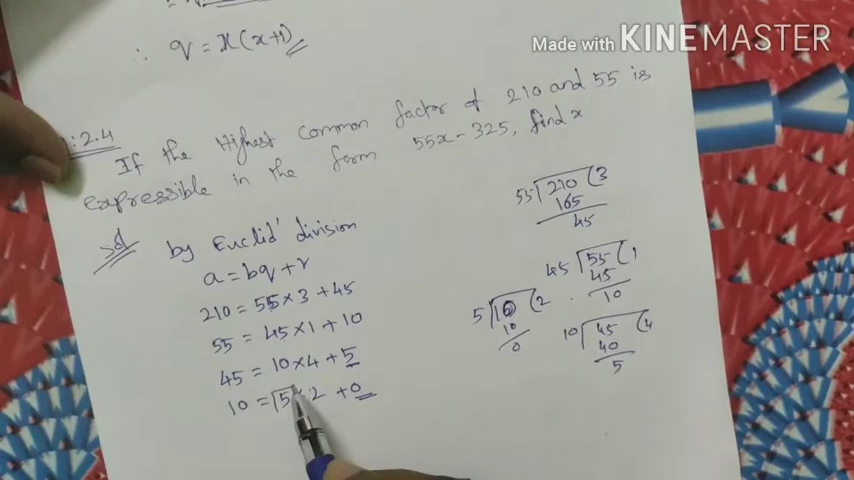 Made with KINEMASTER
∴ q = x(x+1)
:2.4
If the Highest Common factor of 210 and 55 is
expressible in the form 55x - 325, find x
Sol by Euclid' division
a = bq + r
210 = 55 × 3 + 45
55 = 45 × 1 + 10
45 = 10 × 4 + 5
10 = 5 × 2 + 0
55 210 3
165
45
45 55 1
45
10
5 10 2
10
0
10 45 4
40
5